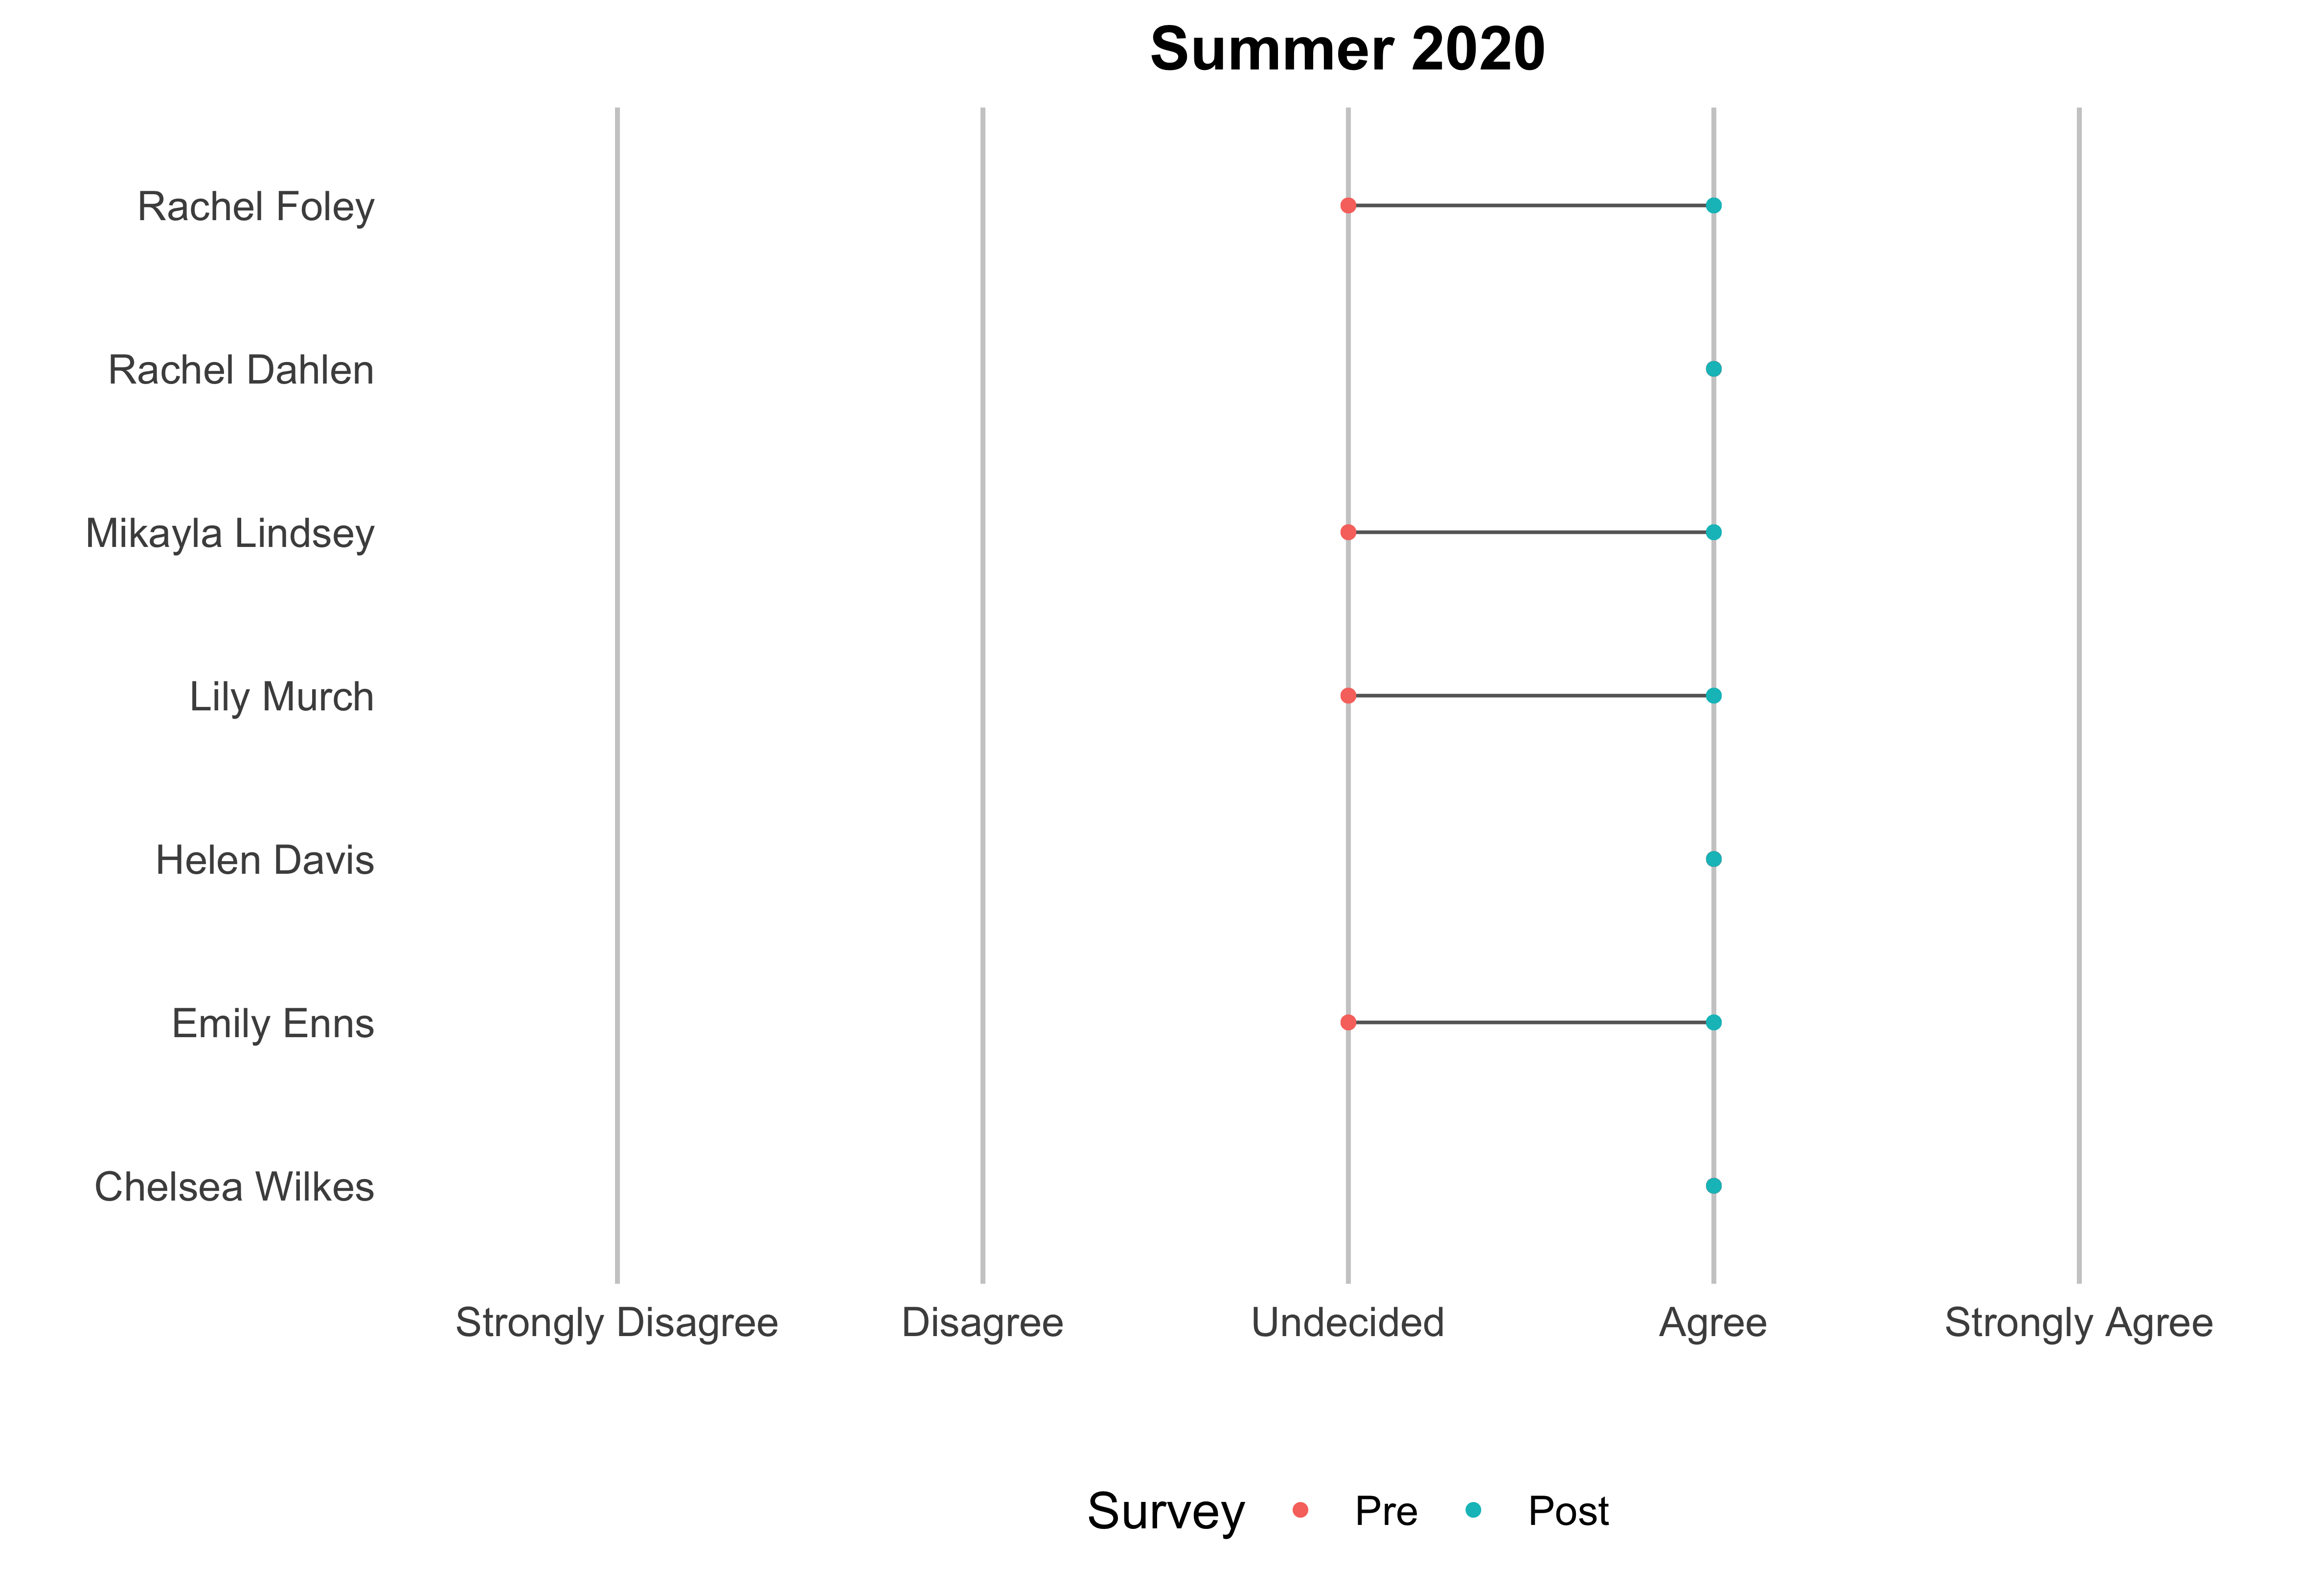 Summer 2020
Rachel Foley
Rachel Dahlen
Mikayla Lindsey
Lily Murch
Helen Davis
Emily Enns
Chelsea Wilkes
Strongly Disagree Disagree Undecided Agree Strongly Agree
Survey Pre Post